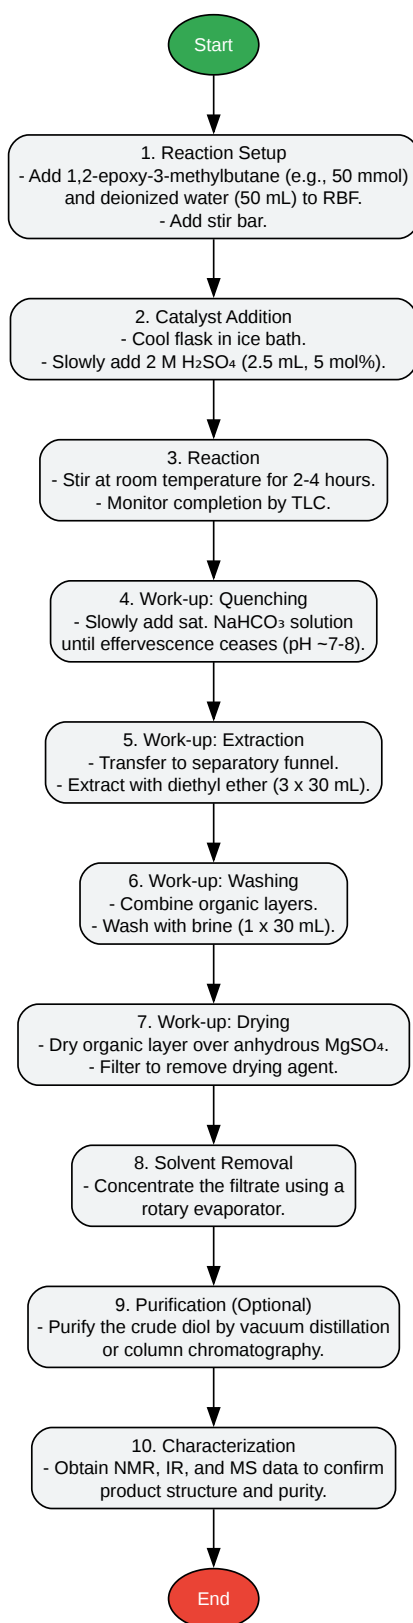 Start
1. Reaction Setup
- Add 1,2-epoxy-3-methylbutane (e.g., 50 mmol)
and deionized water (50 mL) to RBF.
- Add stir bar.
2. Catalyst Addition
- Cool flask in ice bath.
- Slowly add 2 M H₂SO₄ (2.5 mL, 5 mol%).
3. Reaction
- Stir at room temperature for 2-4 hours.
- Monitor completion by TLC.
4. Work-up: Quenching
- Slowly add sat. NaHCO₃ solution
until effervescence ceases (pH ~7-8).
5. Work-up: Extraction
- Transfer to separatory funnel.
- Extract with diethyl ether (3 x 30 mL).
6. Work-up: Washing
- Combine organic layers.
- Wash with brine (1 x 30 mL).
7. Work-up: Drying
- Dry organic layer over anhydrous MgSO₄.
- Filter to remove drying agent.
8. Solvent Removal
- Concentrate the filtrate using a
rotary evaporator.
9. Purification (Optional)
- Purify the crude diol by vacuum distillation
or column chromatography.
10. Characterization
- Obtain NMR, IR, and MS data to confirm
product structure and purity.
End